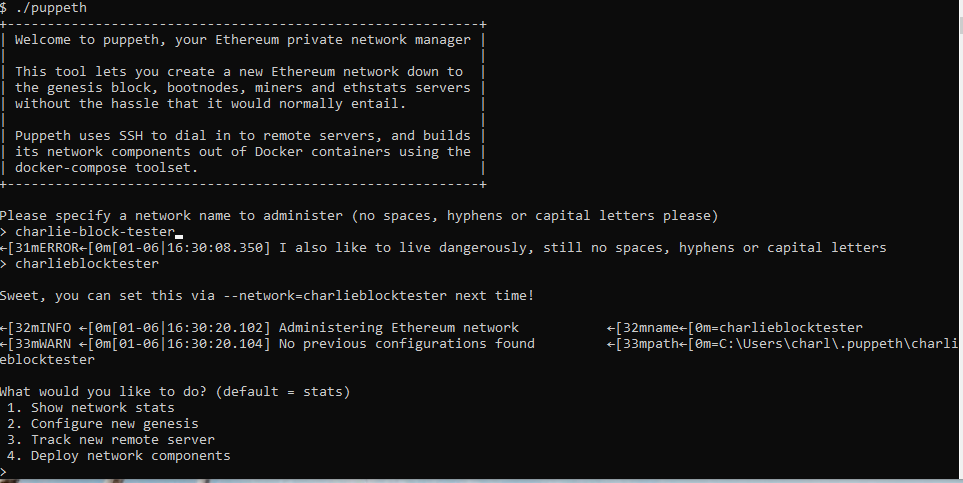 $ ./puppeth
+-----------------------------------------------------------+
| Welcome to puppeth, your Ethereum private network manager |
|                                                           |
| This tool lets you create a new Ethereum network down to  |
| the genesis block, bootnodes, miners and ethstats servers |
| without the hassle that it would normally entail.         |
|                                                           |
| Puppeth uses SSH to dial in to remote servers, and builds |
| its network components out of Docker containers using the |
| docker-compose toolset.                                   |
+-----------------------------------------------------------+
Please specify a network name to administer (no spaces, hyphens or capital letters please)
> charlie-block-tester
←[31mERROR←[0m[01-06|16:30:08.350] I also like to live dangerously, still no spaces, hyphens or capital letters
> charlieblocktester
Sweet, you can set this via --network=charlieblocktester next time!
←[32mINFO ←[0m[01-06|16:30:20.102] Administering Ethereum network           ←[32mname←[0m=charlieblocktester
←[33mWARN ←[0m[01-06|16:30:20.104] No previous configurations found         ←[33mpath←[0m=C:\Users\charl\.puppeth\charli
eblocktester
What would you like to do? (default = stats)
 1. Show network stats
 2. Configure new genesis
 3. Track new remote server
 4. Deploy network components
>